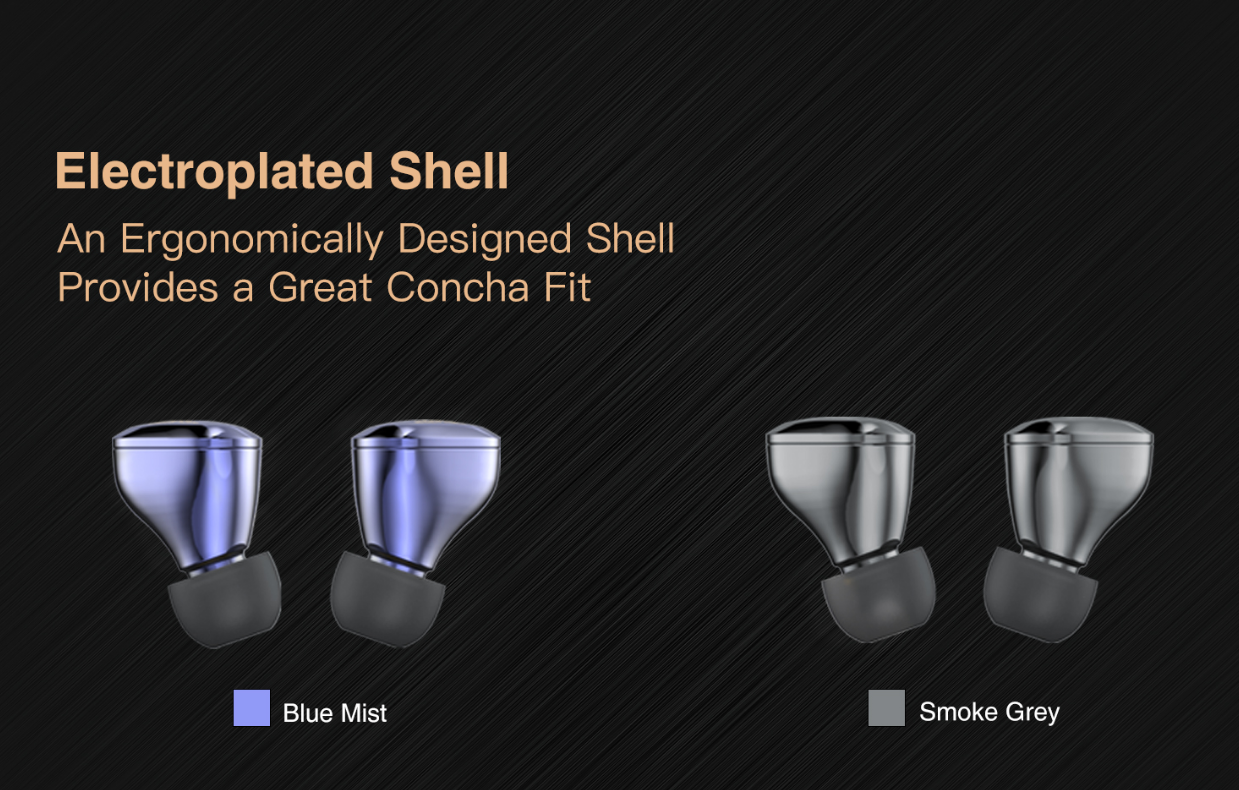 Electroplated Shell
An Ergonomically Designed Shell
Provides a Great Concha Fit
Blue Mist
Smoke Grey